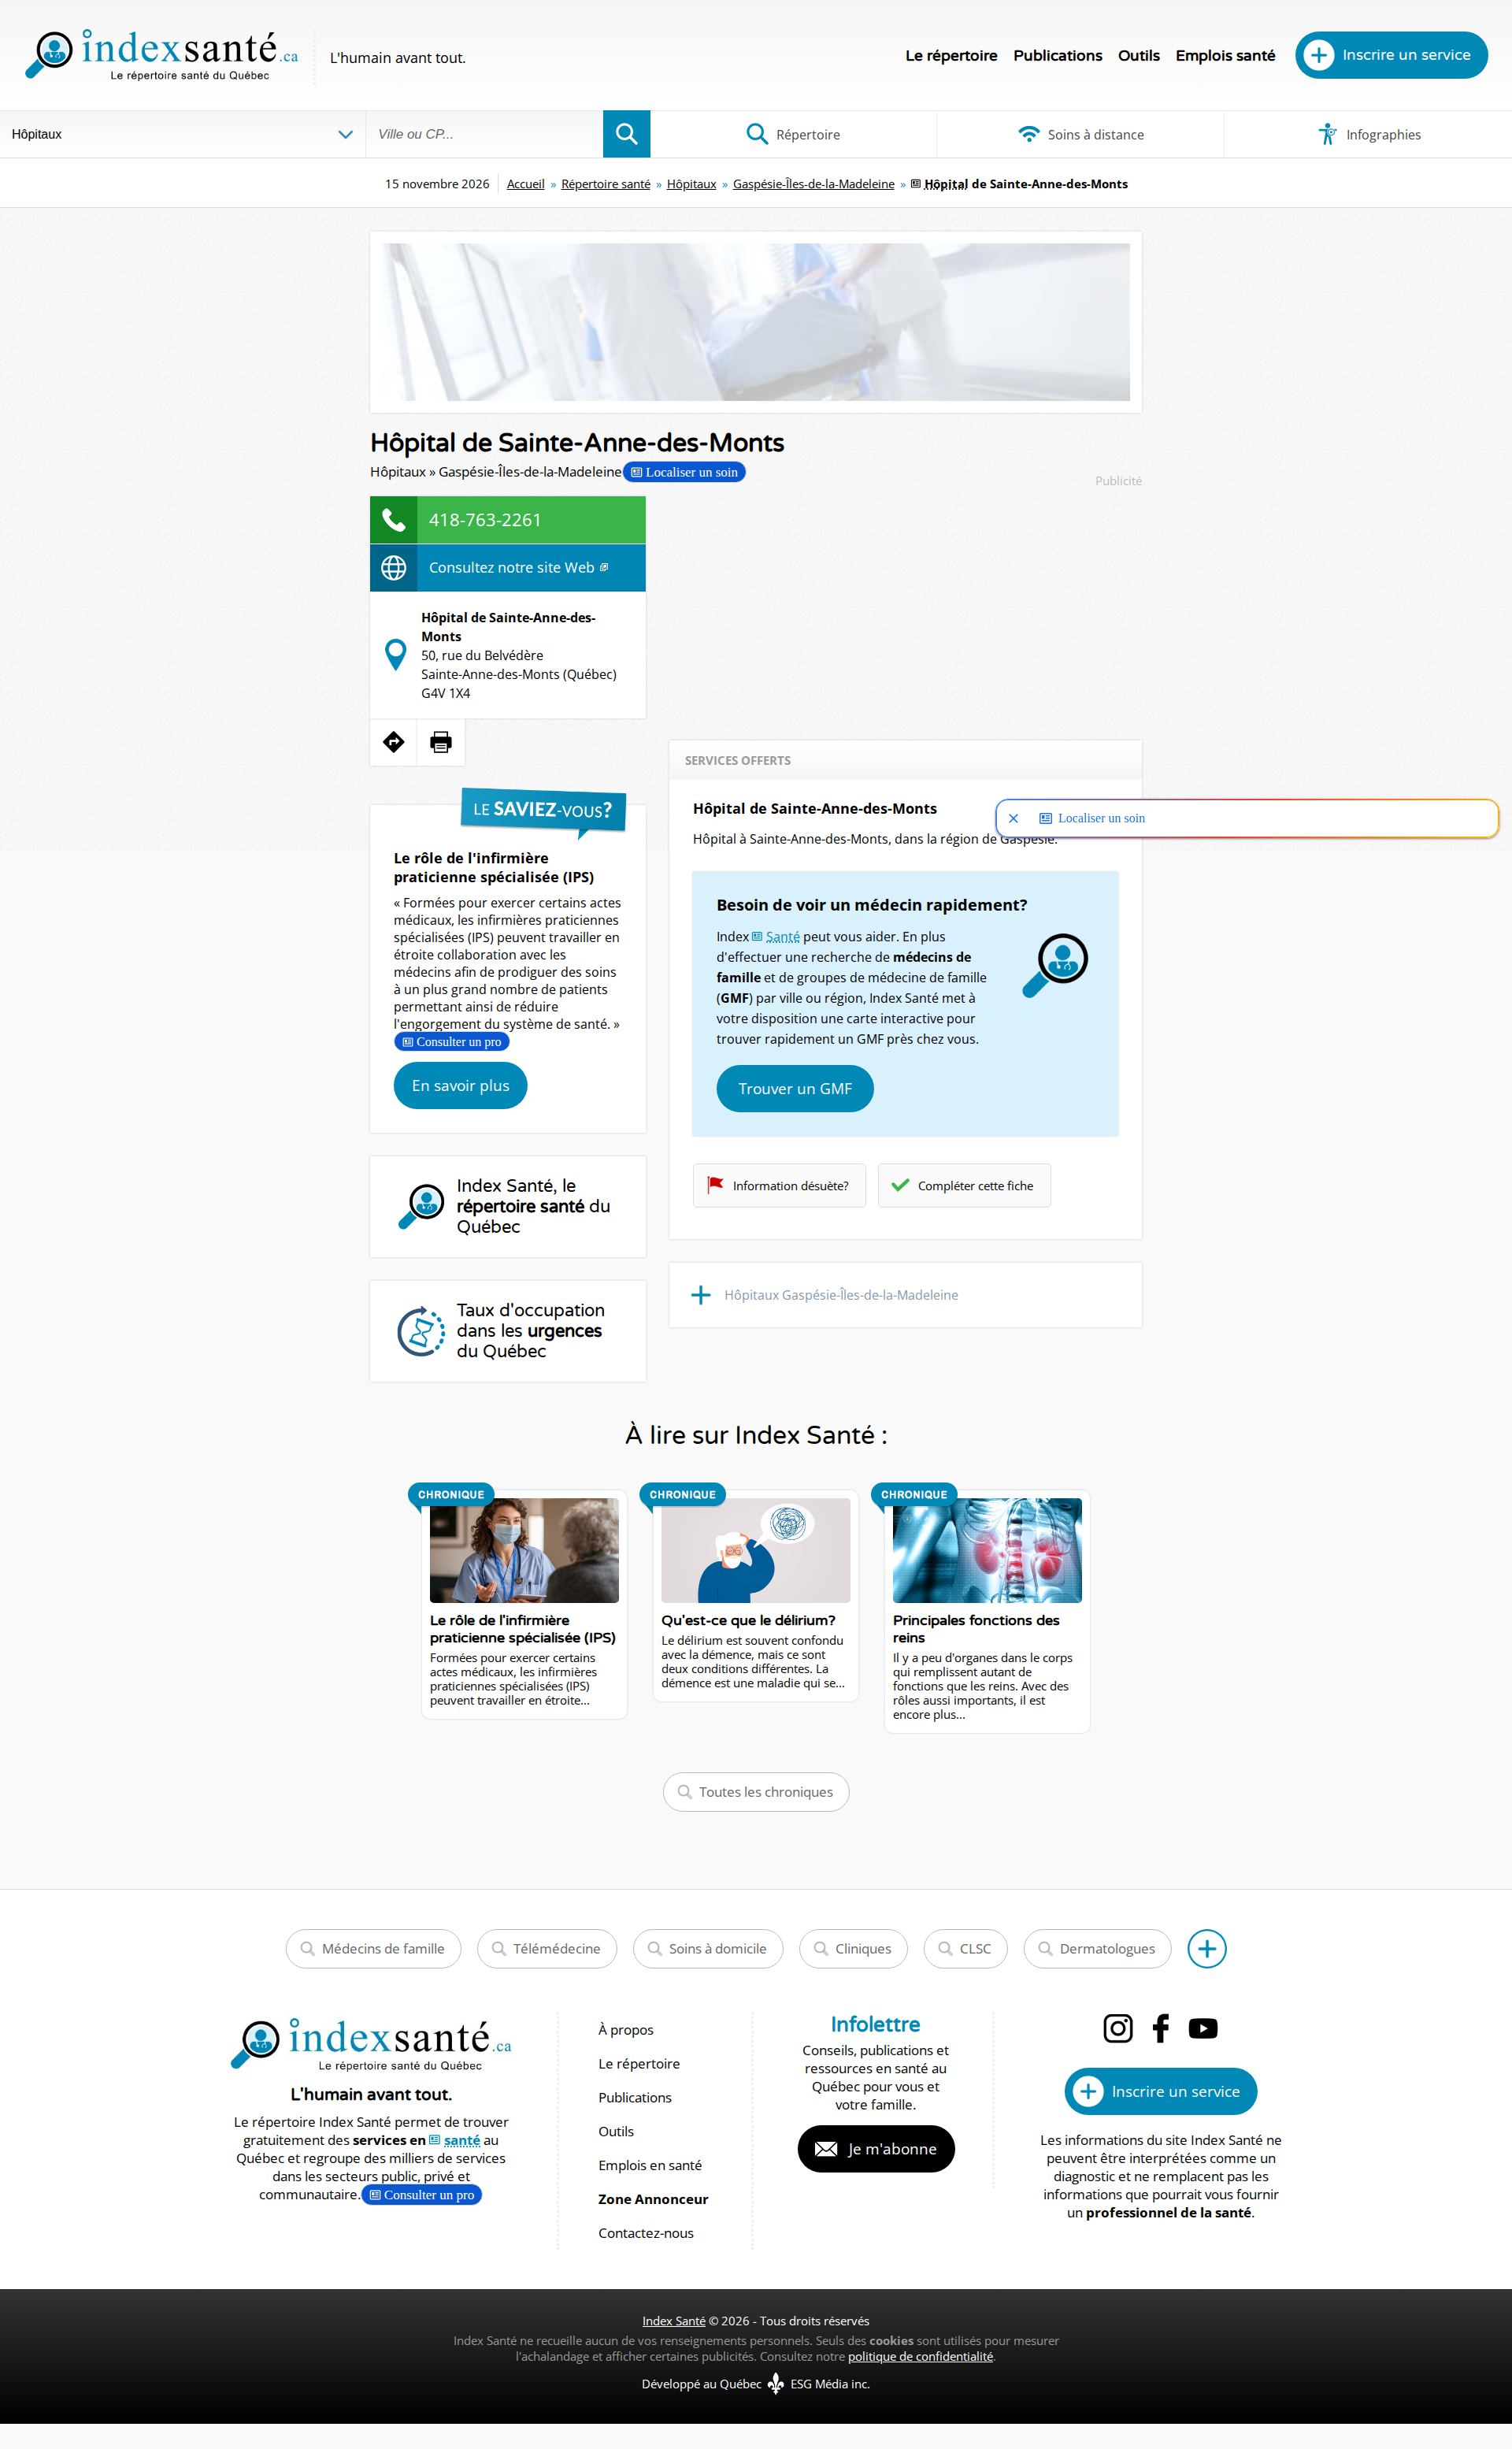 indexsanté.ca
Le répertoire santé du Québec
L'humain avant tout.
Le répertoire
Publications
Outils
Emplois santé
Inscrire un service
Hôpitaux
Ville ou CP...
Répertoire
Soins à distance
Infographies
15 novembre 2026
Accueil » Répertoire santé » Hôpitaux » Gaspésie-Îles-de-la-Madeleine » Hôpital de Sainte-Anne-des-Monts
Hôpital de Sainte-Anne-des-Monts
Hôpitaux » Gaspésie-Îles-de-la-Madeleine Localiser un soin
Publicité
418-763-2261
Consultez notre site Web
Hôpital de Sainte-Anne-des-
Monts
50, rue du Belvédère
Sainte-Anne-des-Monts (Québec)
G4V 1X4
LE SAVIEZ-VOUS?
Le rôle de l'infirmière
praticienne spécialisée (IPS)
« Formées pour exercer certains actes
médicaux, les infirmières praticiennes
spécialisées (IPS) peuvent travailler en
étroite collaboration avec les
médecins afin de prodiguer des soins
à un plus grand nombre de patients
permettant ainsi de réduire
l'engorgement du système de santé. »
Consulter un pro
En savoir plus
Index Santé, le
répertoire santé du
Québec
Taux d'occupation
dans les urgences
du Québec
SERVICES OFFERTS
Hôpital de Sainte-Anne-des-Monts
Localiser un soin
Hôpital à Sainte-Anne-des-Monts, dans la région de Gaspésie.
Besoin de voir un médecin rapidement?
Index Santé peut vous aider. En plus
d'effectuer une recherche de médecins de
famille et de groupes de médecine de famille
(GMF) par ville ou région, Index Santé met à
votre disposition une carte interactive pour
trouver rapidement un GMF près chez vous.
Trouver un GMF
Information désuète?
Compléter cette fiche
Hôpitaux Gaspésie-Îles-de-la-Madeleine
À lire sur Index Santé :
CHRONIQUE
Le rôle de l'infirmière
praticienne spécialisée (IPS)
Formées pour exercer certains
actes médicaux, les infirmières
praticiennes spécialisées (IPS)
peuvent travailler en étroite...
CHRONIQUE
Qu'est-ce que le délirium?
Le délirium est souvent confondu
avec la démence, mais ce sont
deux conditions différentes. La
démence est une maladie qui se...
CHRONIQUE
Principales fonctions des
reins
Il y a peu d'organes dans le corps
qui remplissent autant de
fonctions que les reins. Avec des
rôles aussi importants, il est
encore plus...
Toutes les chroniques
Médecins de famille
Télémédecine
Soins à domicile
Cliniques
CLSC
Dermatologues
indexsanté.ca
Le répertoire santé du Québec
L'humain avant tout.
Le répertoire Index Santé permet de trouver
gratuitement des services en santé au
Québec et regroupe des milliers de services
dans les secteurs public, privé et
communautaire. Consulter un pro
À propos
Le répertoire
Publications
Outils
Emplois en santé
Zone Annonceur
Contactez-nous
Infolettre
Conseils, publications et
ressources en santé au
Québec pour vous et
votre famille.
Je m'abonne
Inscrire un service
Les informations du site Index Santé ne
peuvent être interprétées comme un
diagnostic et ne remplacent pas les
informations que pourrait vous fournir
un professionnel de la santé.
Index Santé © 2026 - Tous droits réservés
Index Santé ne recueille aucun de vos renseignements personnels. Seuls des cookies sont utilisés pour mesurer
l'achalandage et afficher certaines publicités. Consultez notre politique de confidentialité.
Développé au Québec ESG Média inc.